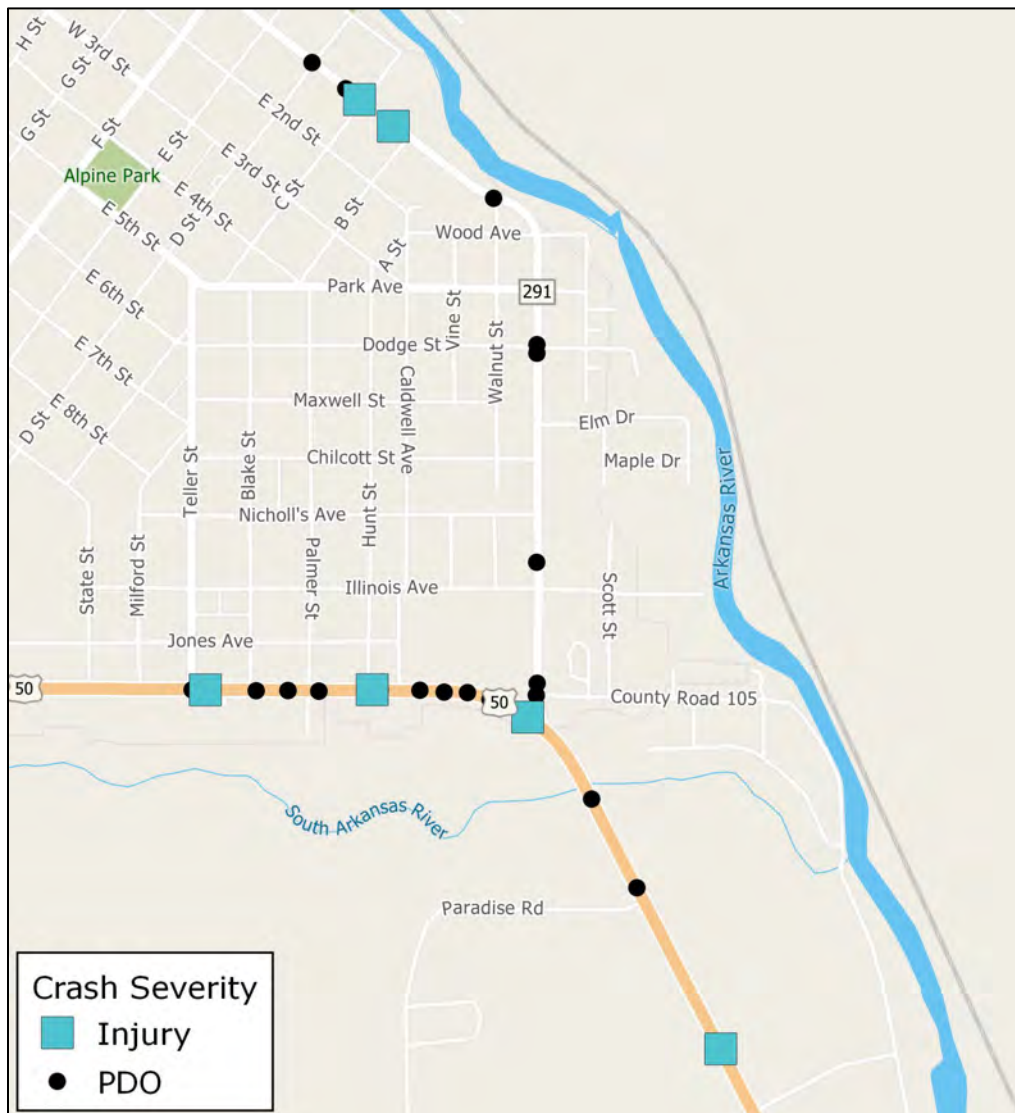 H St
W 3rd St
G St
G St
F St
E St
E 2nd St
E 3rd St
Alpine Park
E 4th St
C St
B St
D St
E 5th St
A St
Wood Ave
E 6th St
Park Ave
291
Vine St
Dodge St
Walnut St
E 7th St
Caldwell Ave
Maxwell St
E 8th St
Elm Dr
D St
Teller St
Blake St
Chilcott St
Maple Dr
Hunt St
Nicholl's Ave
Arkansas River
State St
Milford St
Palmer St
Illinois Ave
Scott St
Jones Ave
50
50
County Road 105
South Arkansas River
Paradise Rd
Crash Severity
Injury
PDO